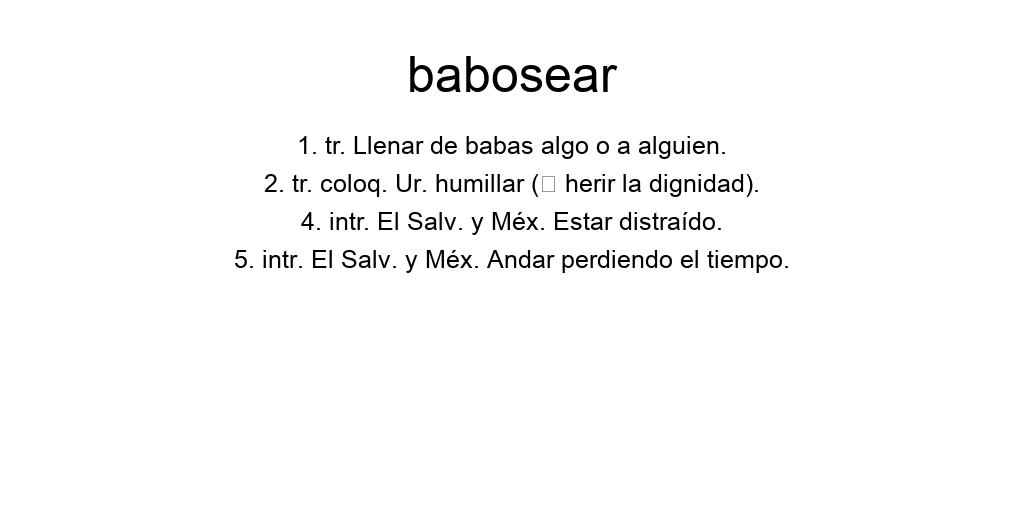 babosear
1. tr. Llenar de babas algo o a alguien.
2. tr. coloq. Ur. humillar (□ herir la dignidad).
4. intr. El Salv. y Méx. Estar distraído.
5. intr. El Salv. y Méx. Andar perdiendo el tiempo.